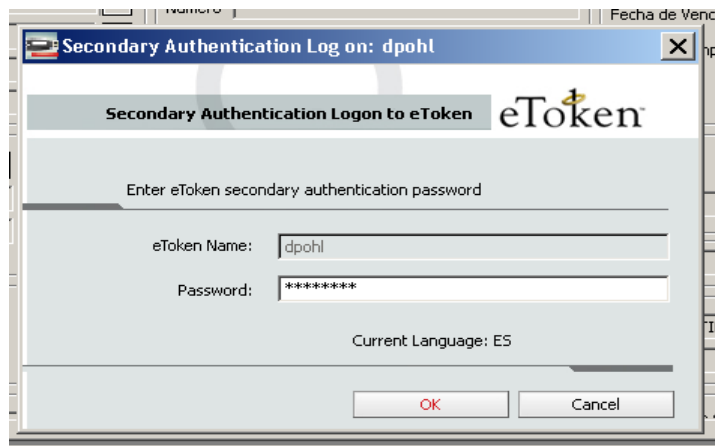 Numero
Fecha de Venc
Secondary Authentication Log on: dpohl
Secondary Authentication Logon to eToken
eToken
Enter eToken secondary authentication password
eToken Name:
dpohl
Password:
********
Current Language: ES
OK
Cancel